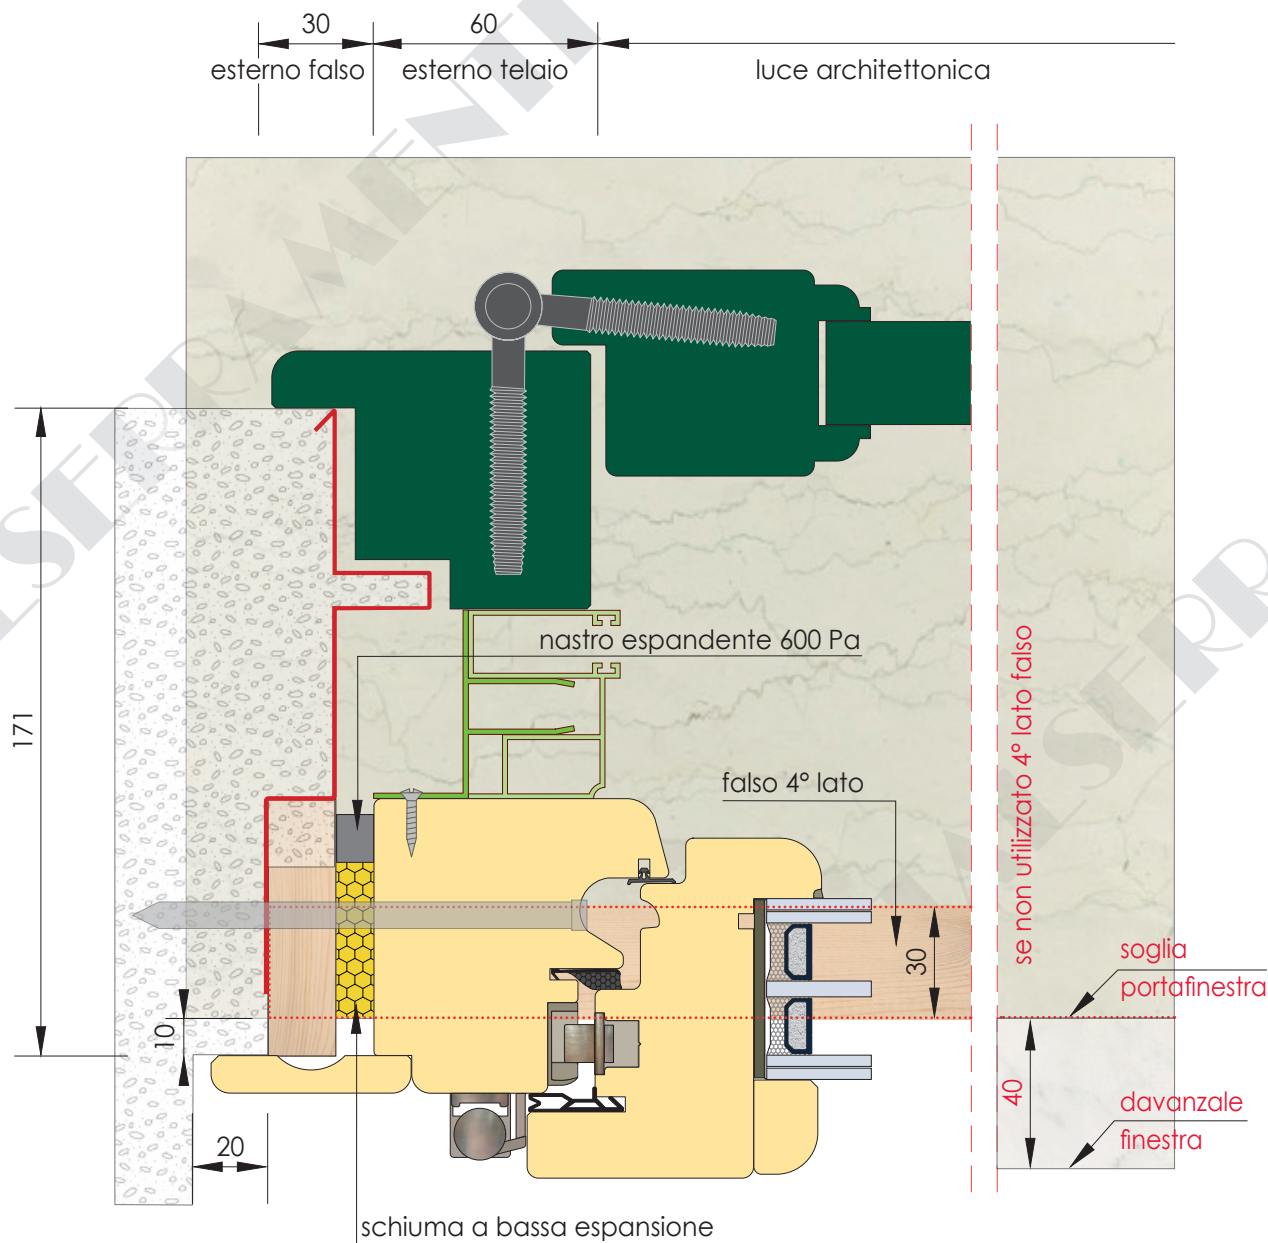 30
60
esterno falso
esterno telaio
luce architettonica
nastro espandente 600 Pa
171
falso 4° lato
se non utilizzato 4° lato falso
30
soglia
portafinestra
10
40
davanzale
finestra
20
schiuma a bassa espansione